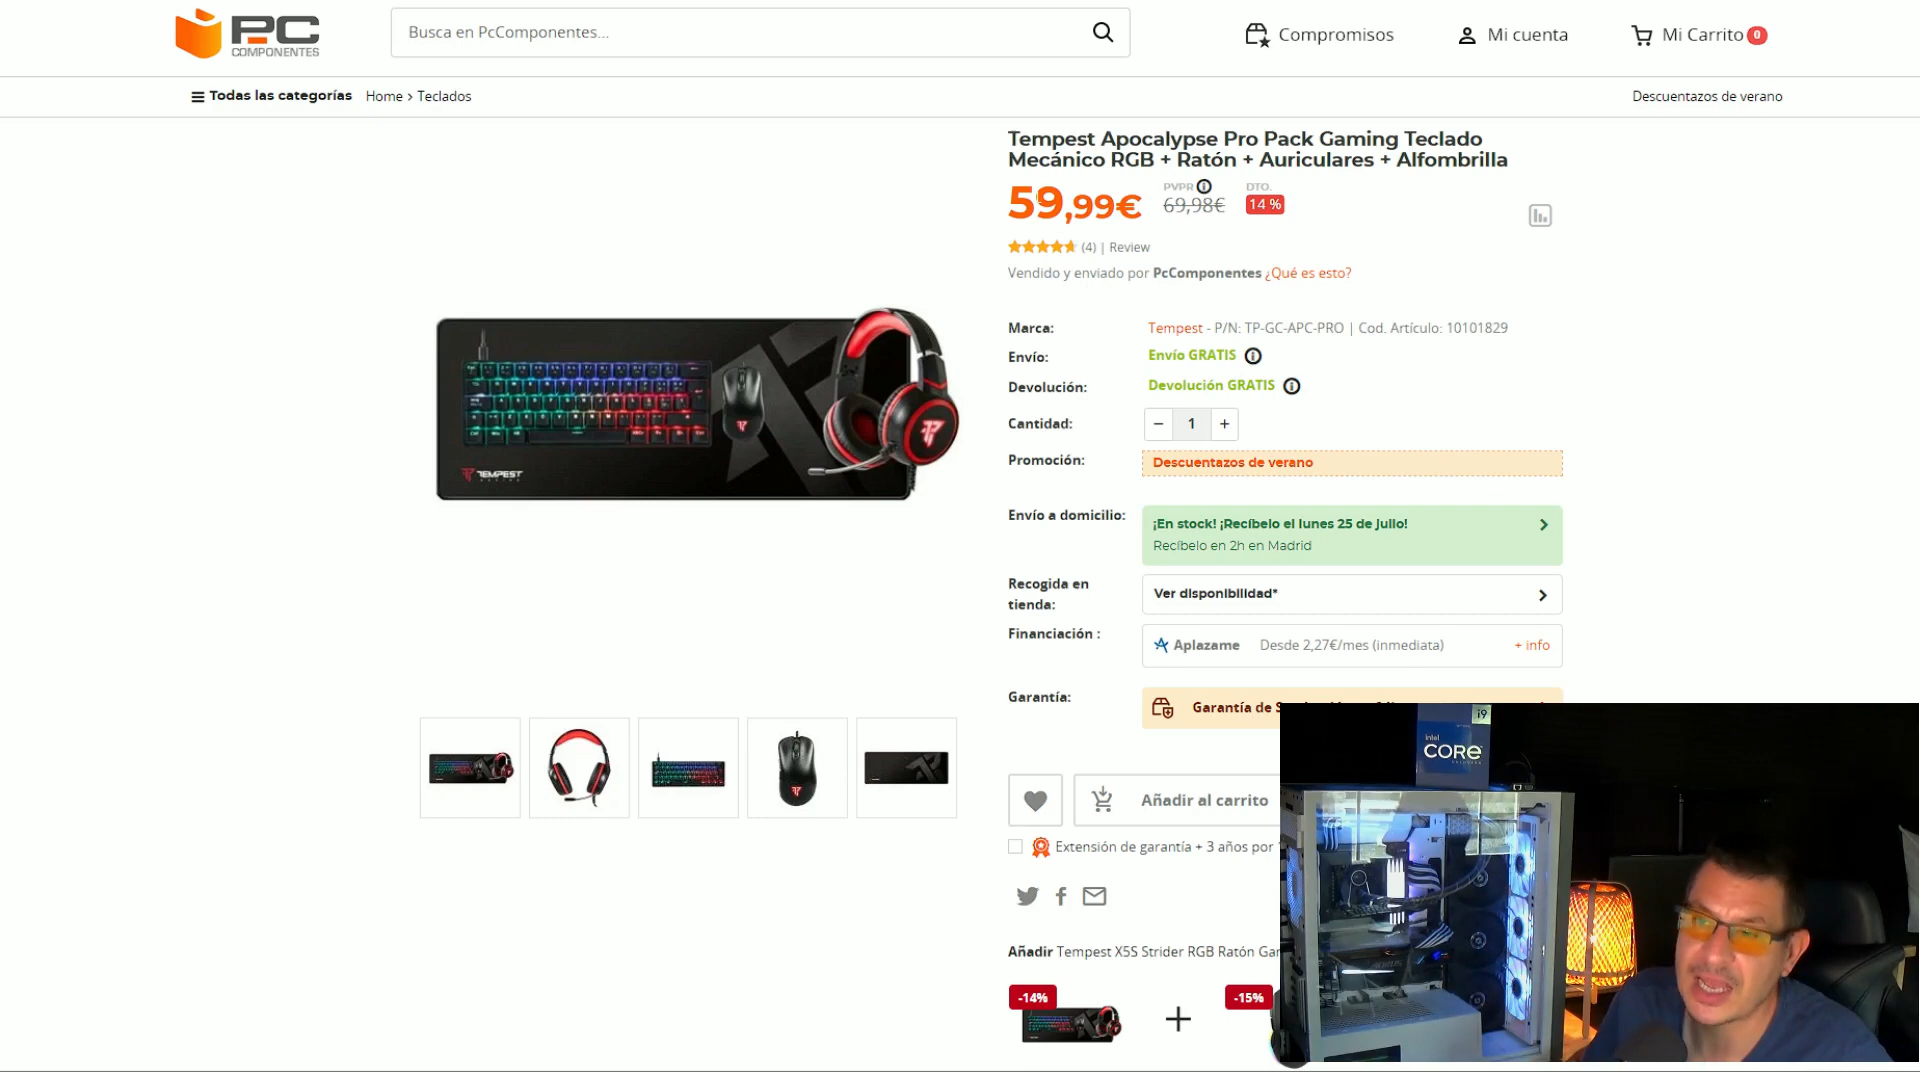 PC
COMPONENTES
Busca en PcComponentes...
Compromisos
Mi cuenta
Mi Carrito 0
Todas las categorías
Home > Teclados
Descuentazos de verano
Tempest Apocalypse Pro Pack Gaming Teclado
Mecánico RGB + Ratón + Auriculares + Alfombrilla
59,99€
PVPR
69,98€
DTO.
14 %
(4) | Review
Vendido y enviado por PcComponentes ¿Qué es esto?
Marca: Tempest - P/N: TP-GC-APC-PRO | Cod. Artículo: 10101829
Envío: Envío GRATIS
Devolución: Devolución GRATIS
Cantidad: − 1 +
Promoción: Descuentazos de verano
Envío a domicilio: ¡En stock! ¡Recíbelo el lunes 25 de julio!
Recíbelo en 2h en Madrid
Recogida en
tienda:
Ver disponibilidad*
Financiación : Aplazame Desde 2,27€/mes (inmediata) + info
Garantía: Garantía de
Añadir al carrito
Extensión de garantía + 3 años por
Añadir Tempest X5S Strider RGB Ratón
-14%
+
-15%
TEMPEST
intel
CORE
i9